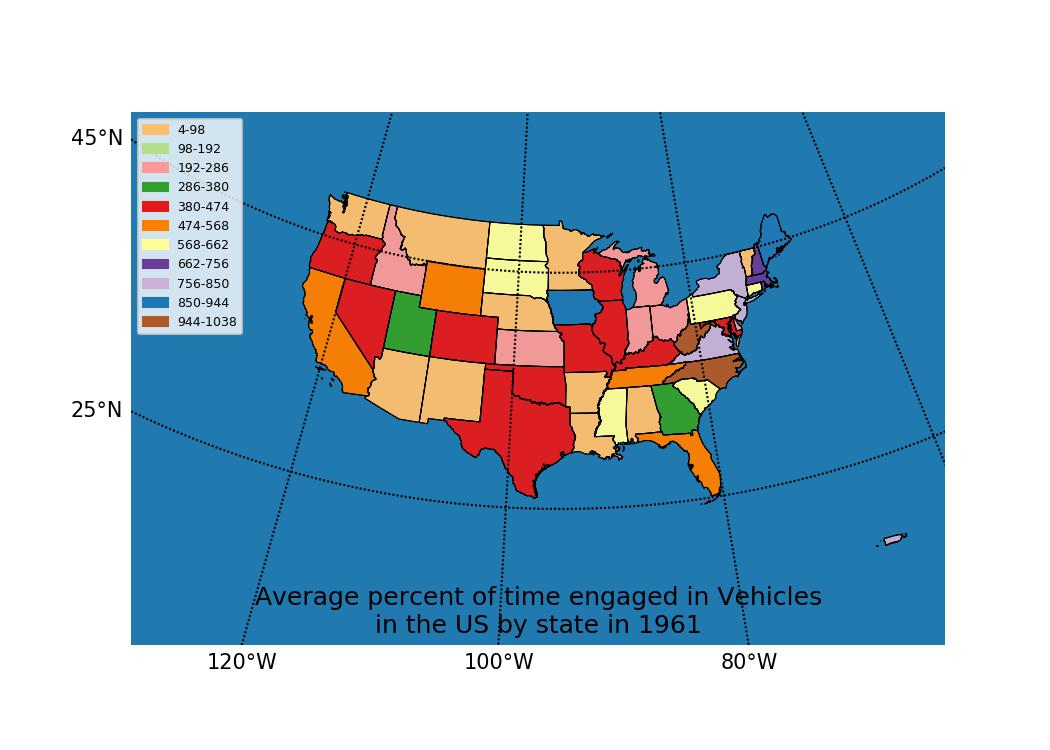 45°N
4-98
98-192
192-286
286-380
380-474
474-568
568-662
662-756
756-850
850-944
944-1038
25°N
Average percent of time engaged in Vehicles
in the US by state in 1961
120°W 100°W 80°W